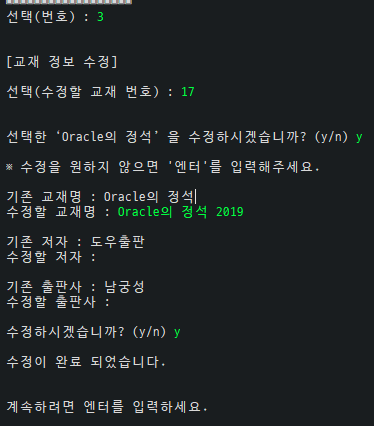 선택(번호) : 3
[교재 정보 수정]
선택(수정할 교재 번호) : 17
선택한 ‘Oracle의 정석’ 을 수정하시겠습니까? (y/n) y
※ 수정을 원하지 않으면 '엔터'를 입력해주세요.
기존 교재명 : Oracle의 정석
수정할 교재명 : Oracle의 정석 2019
기존 저자 : 도우출판
수정할 저자 :
기존 출판사 : 남궁성
수정할 출판사 :
수정하시겠습니까? (y/n) y
수정이 완료 되었습니다.
계속하려면 엔터를 입력하세요.